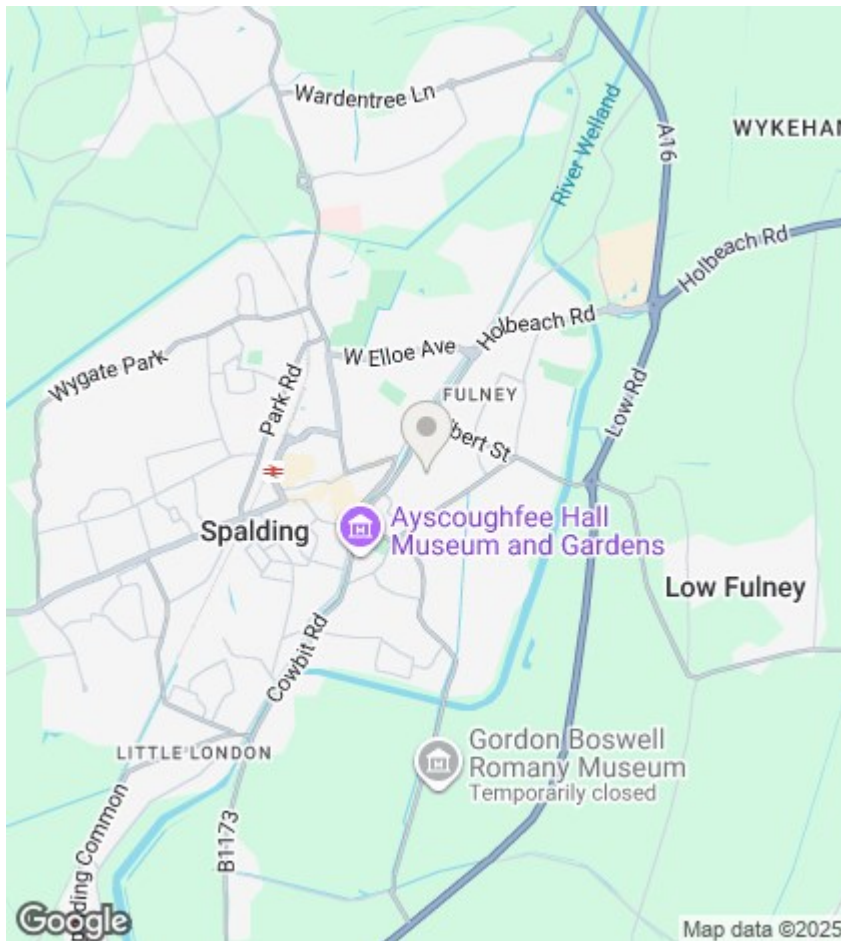 Wardentree Ln
River Welland
A16
WYKEHAM
Holbeach Rd
Holbeach Rd
W Elloe Ave
Wygate Park
Park Rd
FULNEY
Low Rd
bert St
Spalding
Ayscoughfee Hall
Museum and Gardens
Low Fulney
Cowbit Rd
LITTLE LONDON
Gordon Boswell
Romany Museum
Temporarily closed
B1173
lding Common
Google
Map data ©2025